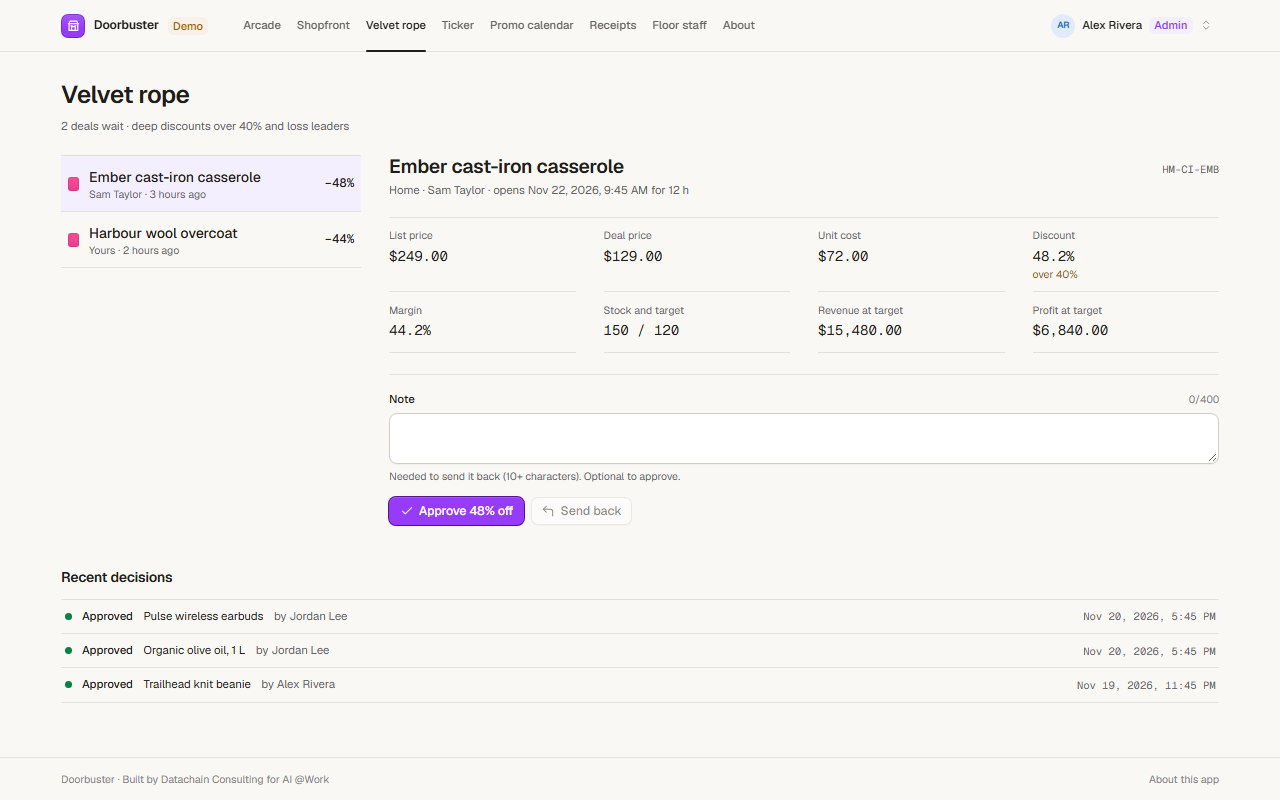 Doorbuster Demo Arcade Shopfront Velvet rope Ticker Promo calendar Receipts Floor staff About AR Alex Rivera Admin
Velvet rope
2 deals wait · deep discounts over 40% and loss leaders
Ember cast-iron casserole −48%
Sam Taylor · 3 hours ago
Harbour wool overcoat −44%
Yours · 2 hours ago
Ember cast-iron casserole HM-CI-EMB
Home · Sam Taylor · opens Nov 22, 2026, 9:45 AM for 12 h
List price Deal price Unit cost Discount
$249.00 $129.00 $72.00 48.2%
over 40%
Margin Stock and target Revenue at target Profit at target
44.2% 150 / 120 $15,480.00 $6,840.00
Note 0/400
Needed to send it back (10+ characters). Optional to approve.
Approve 48% off Send back
Recent decisions
Approved Pulse wireless earbuds by Jordan Lee Nov 20, 2026, 5:45 PM
Approved Organic olive oil, 1 L by Jordan Lee Nov 20, 2026, 5:45 PM
Approved Trailhead knit beanie by Alex Rivera Nov 19, 2026, 11:45 PM
Doorbuster · Built by Datachain Consulting for AI @Work About this app